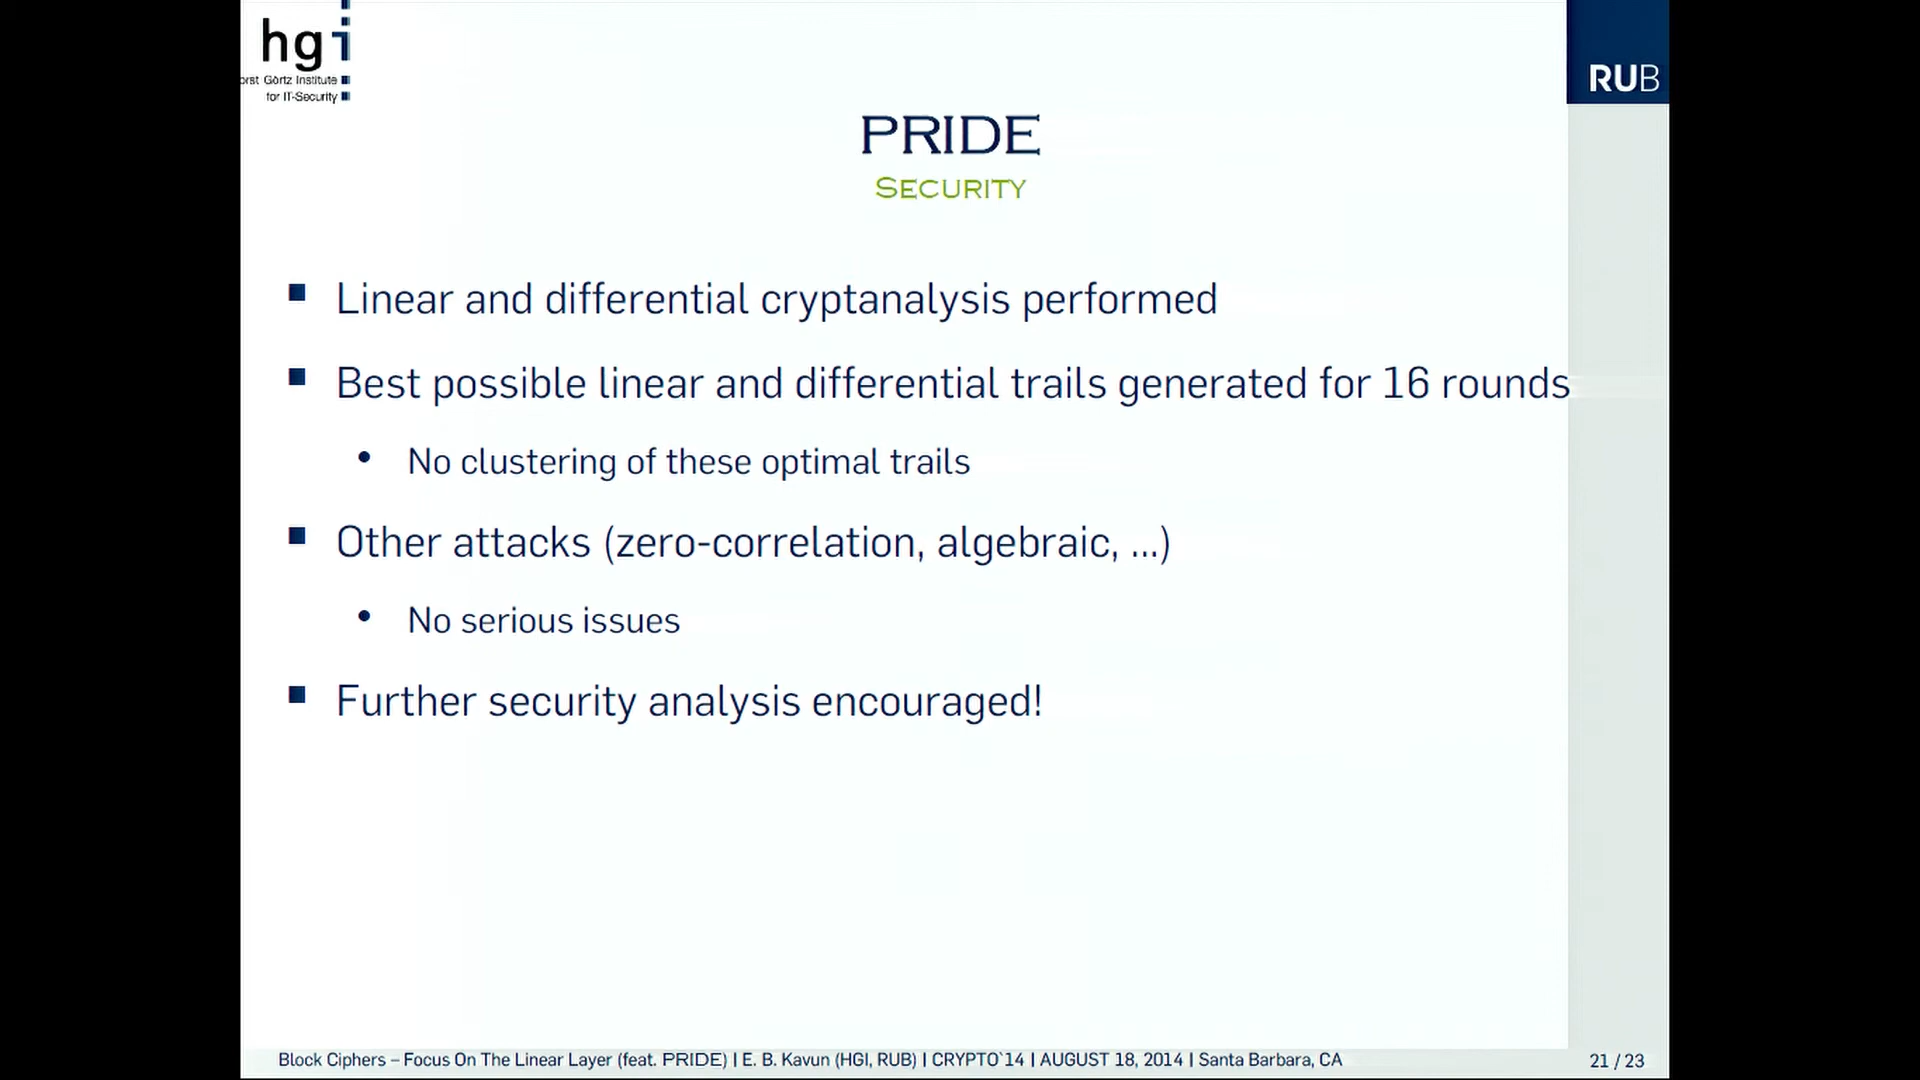 hgi
orst Görtz Institute
for IT-Security
RUB
PRIDE
SECURITY
Linear and differential cryptanalysis performed
Best possible linear and differential trails generated for 16 rounds
• No clustering of these optimal trails
Other attacks (zero-correlation, algebraic, ...)
• No serious issues
Further security analysis encouraged!
Block Ciphers – Focus On The Linear Layer (feat. PRIDE) | E. B. Kavun (HGI, RUB) | CRYPTO`14 | AUGUST 18, 2014 | Santa Barbara, CA
21 / 23